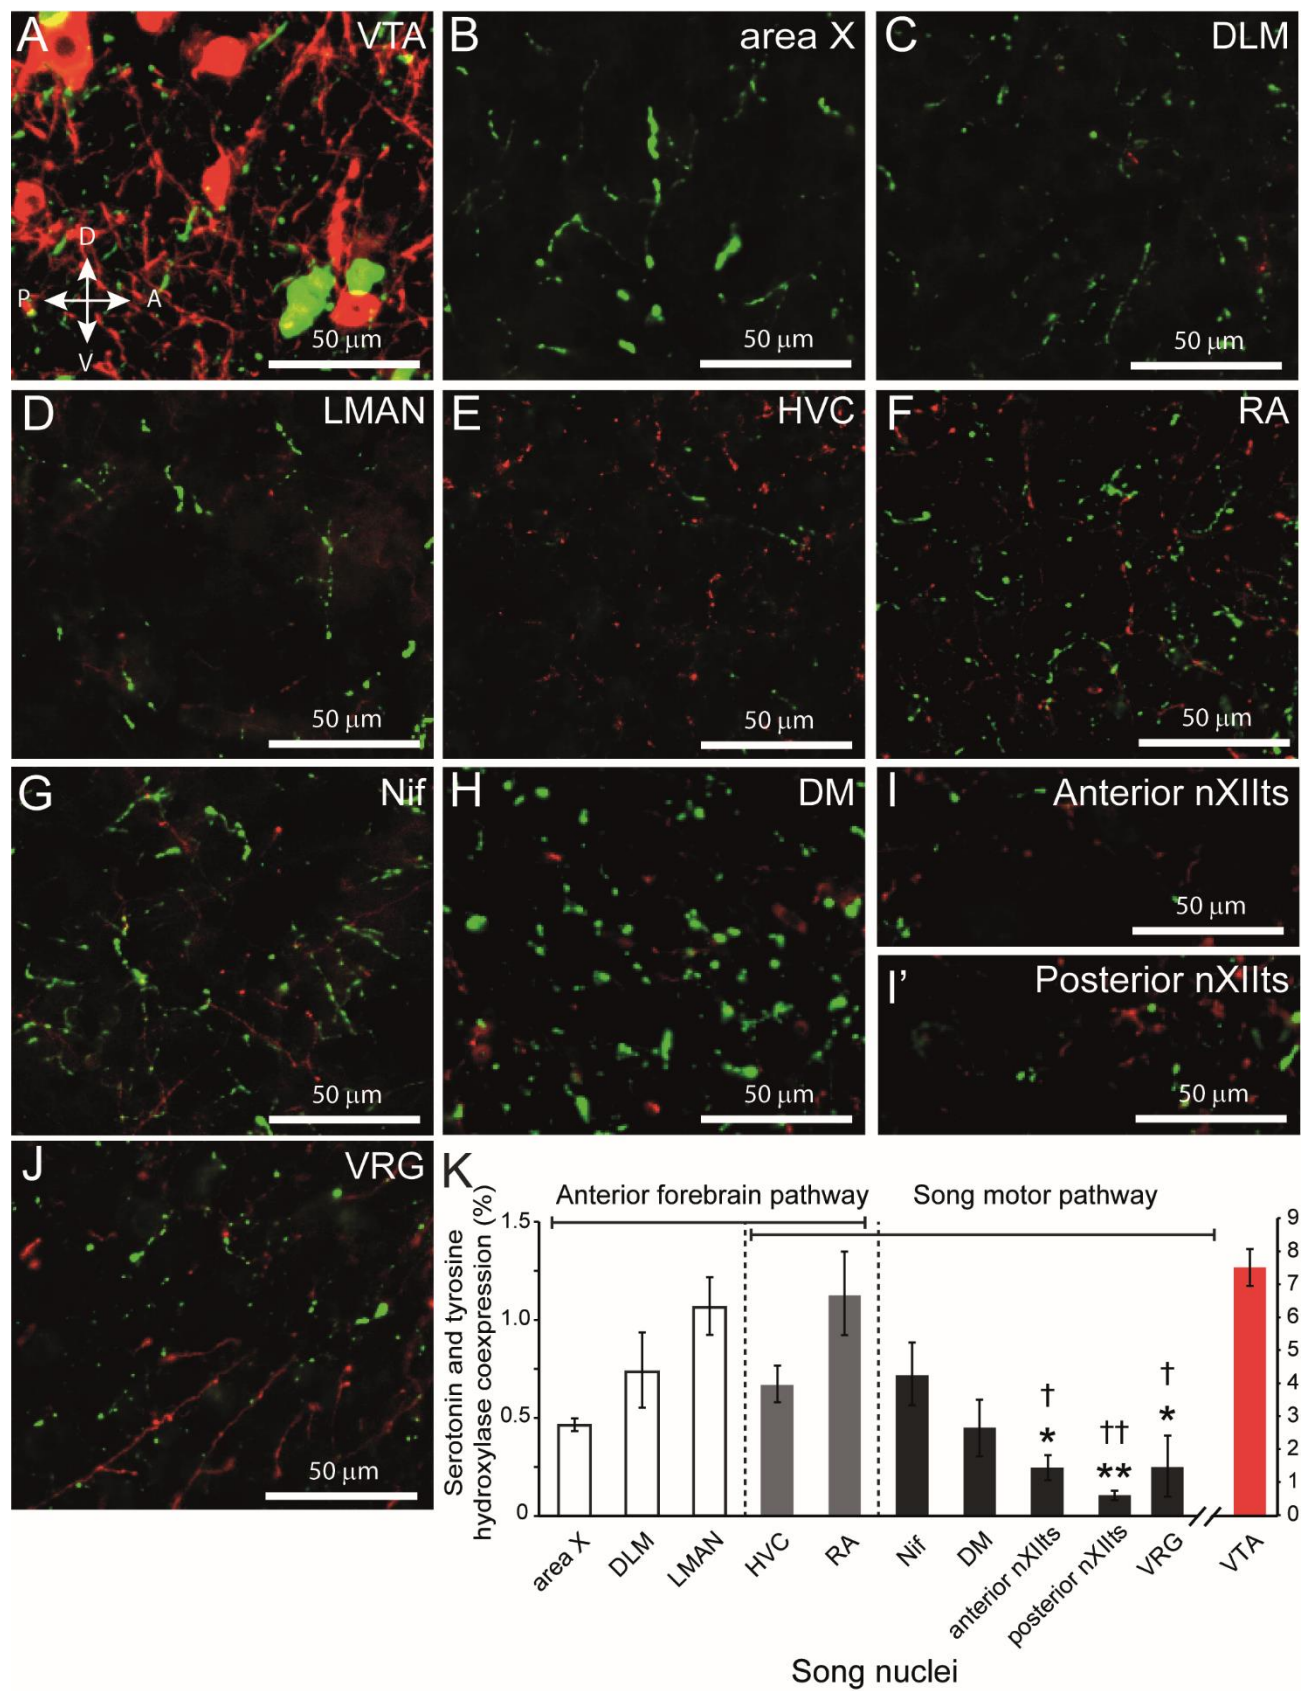 A VTA
D
P A
V
50 μm
B area X
50 μm
C DLM
50 μm
D LMAN
50 μm
E HVC
50 μm
F RA
50 μm
G Nif
50 μm
H DM
50 μm
I Anterior nXIIts
50 μm
I’ Posterior nXIIts
50 μm
J VRG
50 μm
K
Anterior forebrain pathway
Song motor pathway
Serotonin and tyrosine
hydroxylase coexpression (%)
1.5
1.0
0.5
0
† 
*
††
**
†
*
9
8
7
6
5
4
3
2
1
0
area X
DLM
LMAN
HVC
RA
Nif
DM
anterior nXIIts
posterior nXIIts
VRG
VTA
Song nuclei